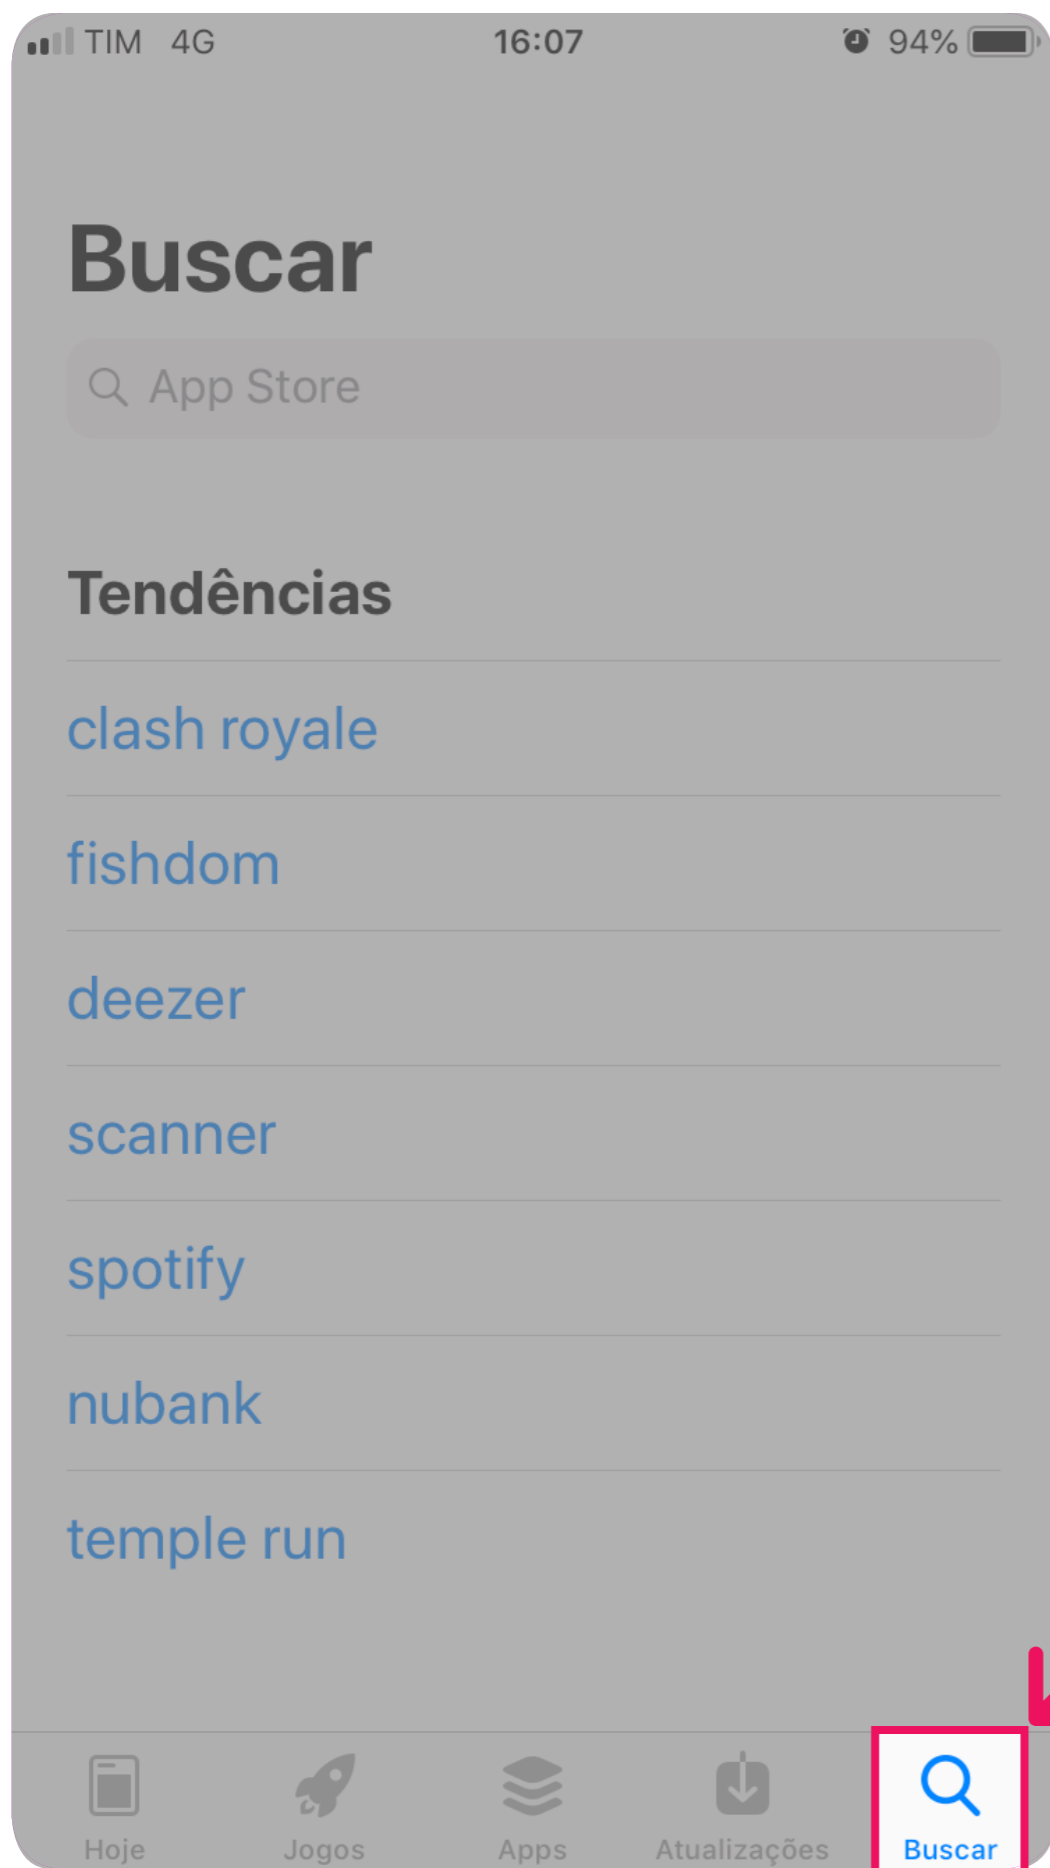 TIM 4G 16:07 94%
Buscar
App Store
Tendências
clash royale
fishdom
deezer
scanner
spotify
nubank
temple run
Hoje Jogos Apps Atualizações Buscar